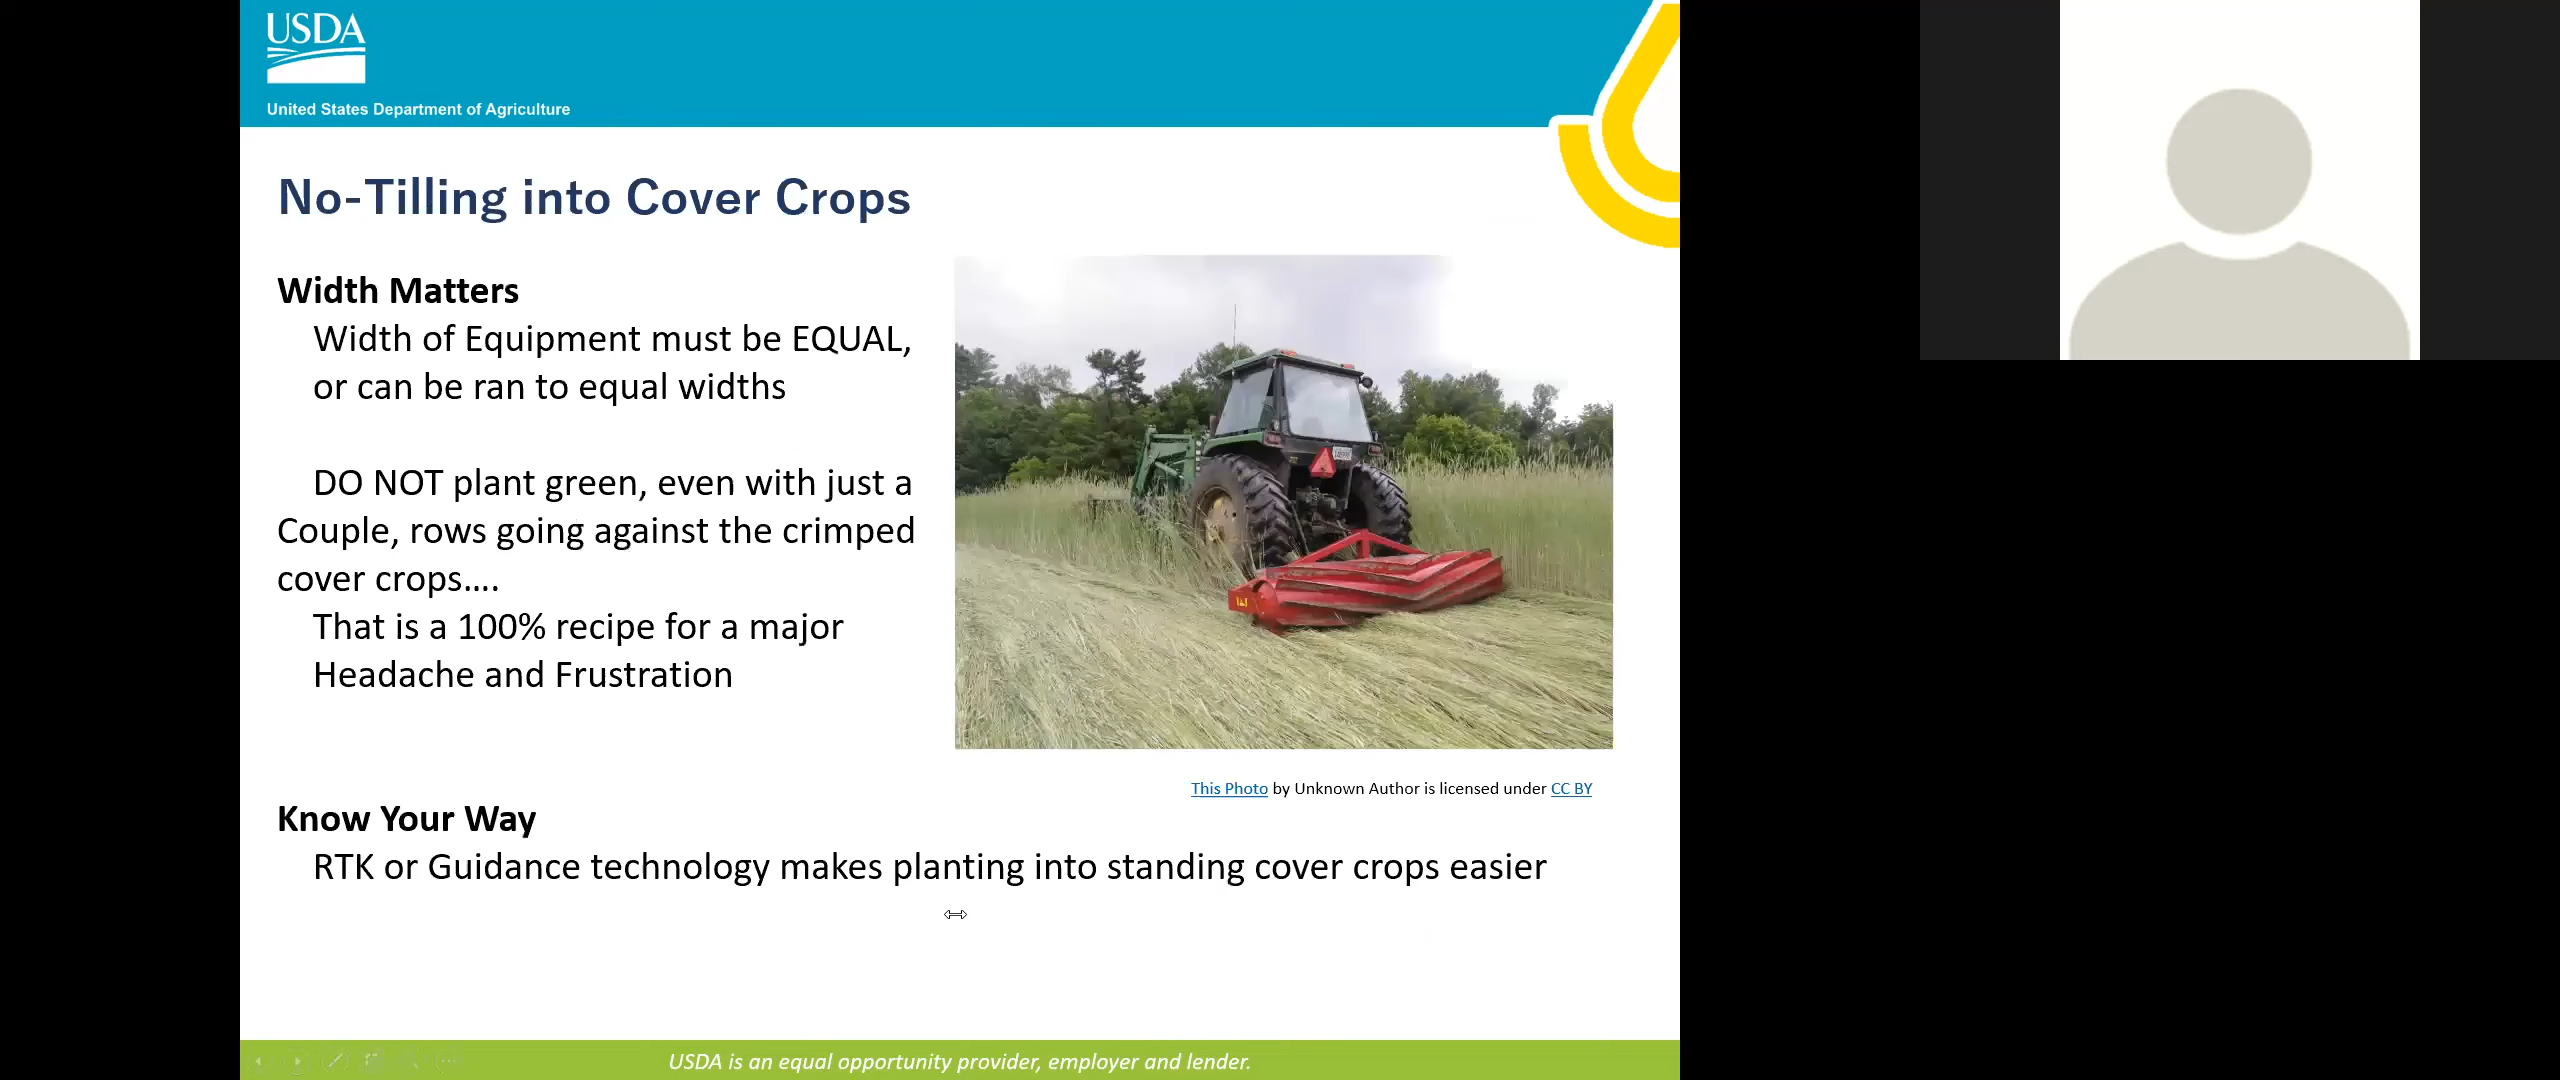 USDA
United States Department of Agriculture
No-Tilling into Cover Crops
Width Matters
Width of Equipment must be EQUAL,
or can be ran to equal widths
DO NOT plant green, even with just a
Couple, rows going against the crimped
cover crops....
That is a 100% recipe for a major
Headache and Frustration
This Photo by Unknown Author is licensed under CC BY
Know Your Way
RTK or Guidance technology makes planting into standing cover crops easier
USDA is an equal opportunity provider, employer and lender.